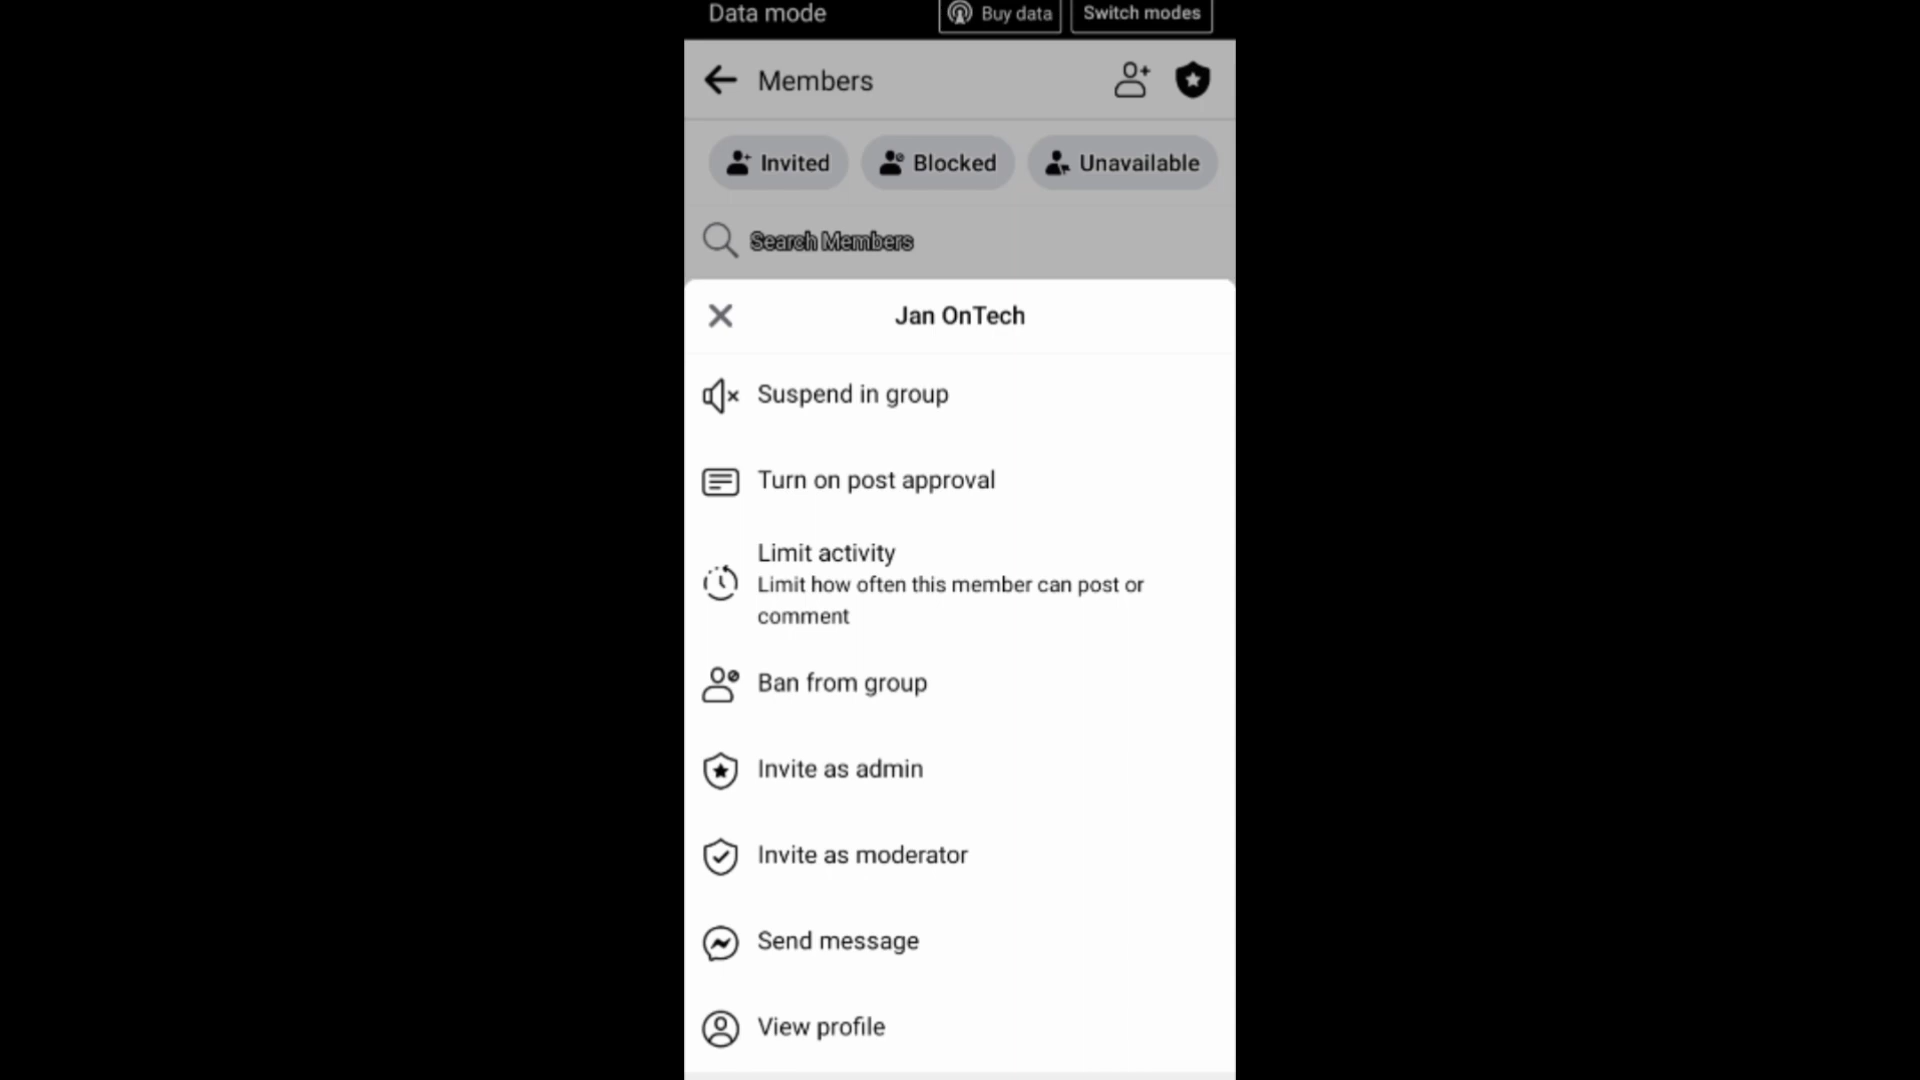 Data mode
Buy data
Switch modes
Members
Invited
Blocked
Unavailable
Search Members
Jan OnTech
Suspend in group
Turn on post approval
Limit activity
Limit how often this member can post or
comment
Ban from group
Invite as admin
Invite as moderator
Send message
View profile